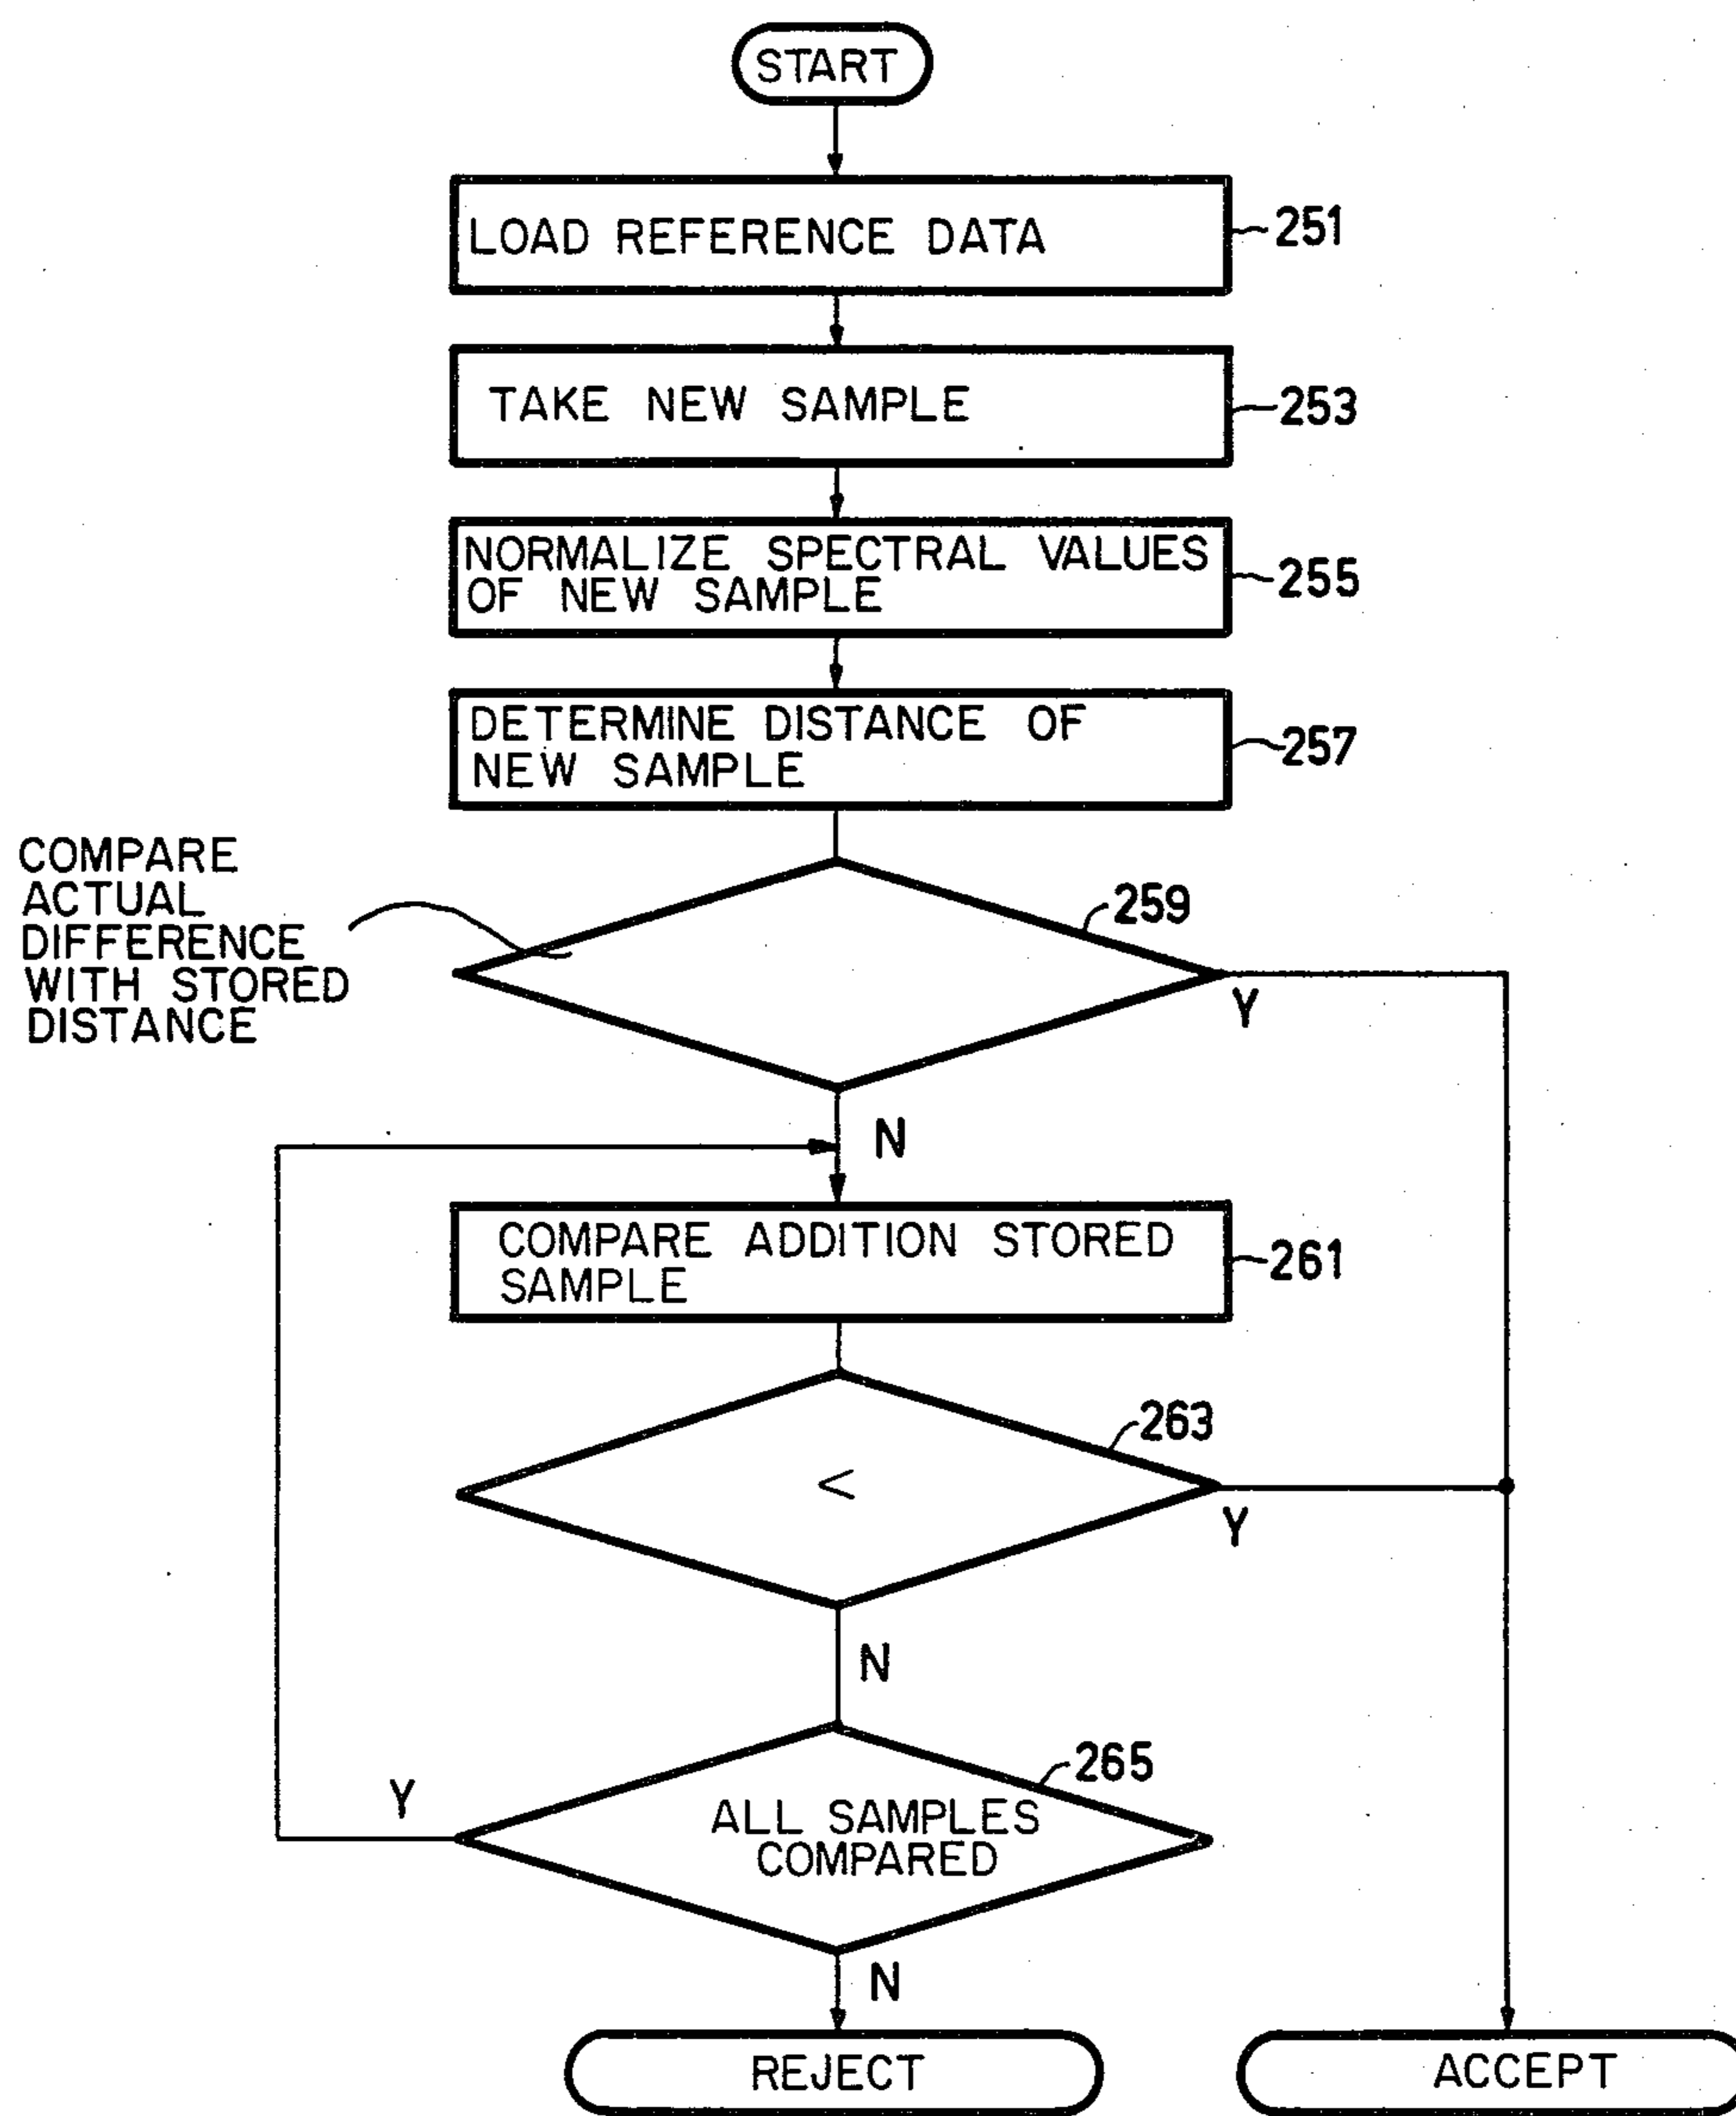 START
LOAD REFERENCE DATA
251
TAKE NEW SAMPLE
253
NORMALIZE SPECTRAL VALUES
OF NEW SAMPLE
255
DETERMINE DISTANCE OF
NEW SAMPLE
257
COMPARE
ACTUAL
DIFFERENCE
WITH STORED
DISTANCE
259
Y
N
COMPARE ADDITION STORED
SAMPLE
261
263
<
Y
N
265
Y
ALL SAMPLES
COMPARED
N
REJECT
ACCEPT